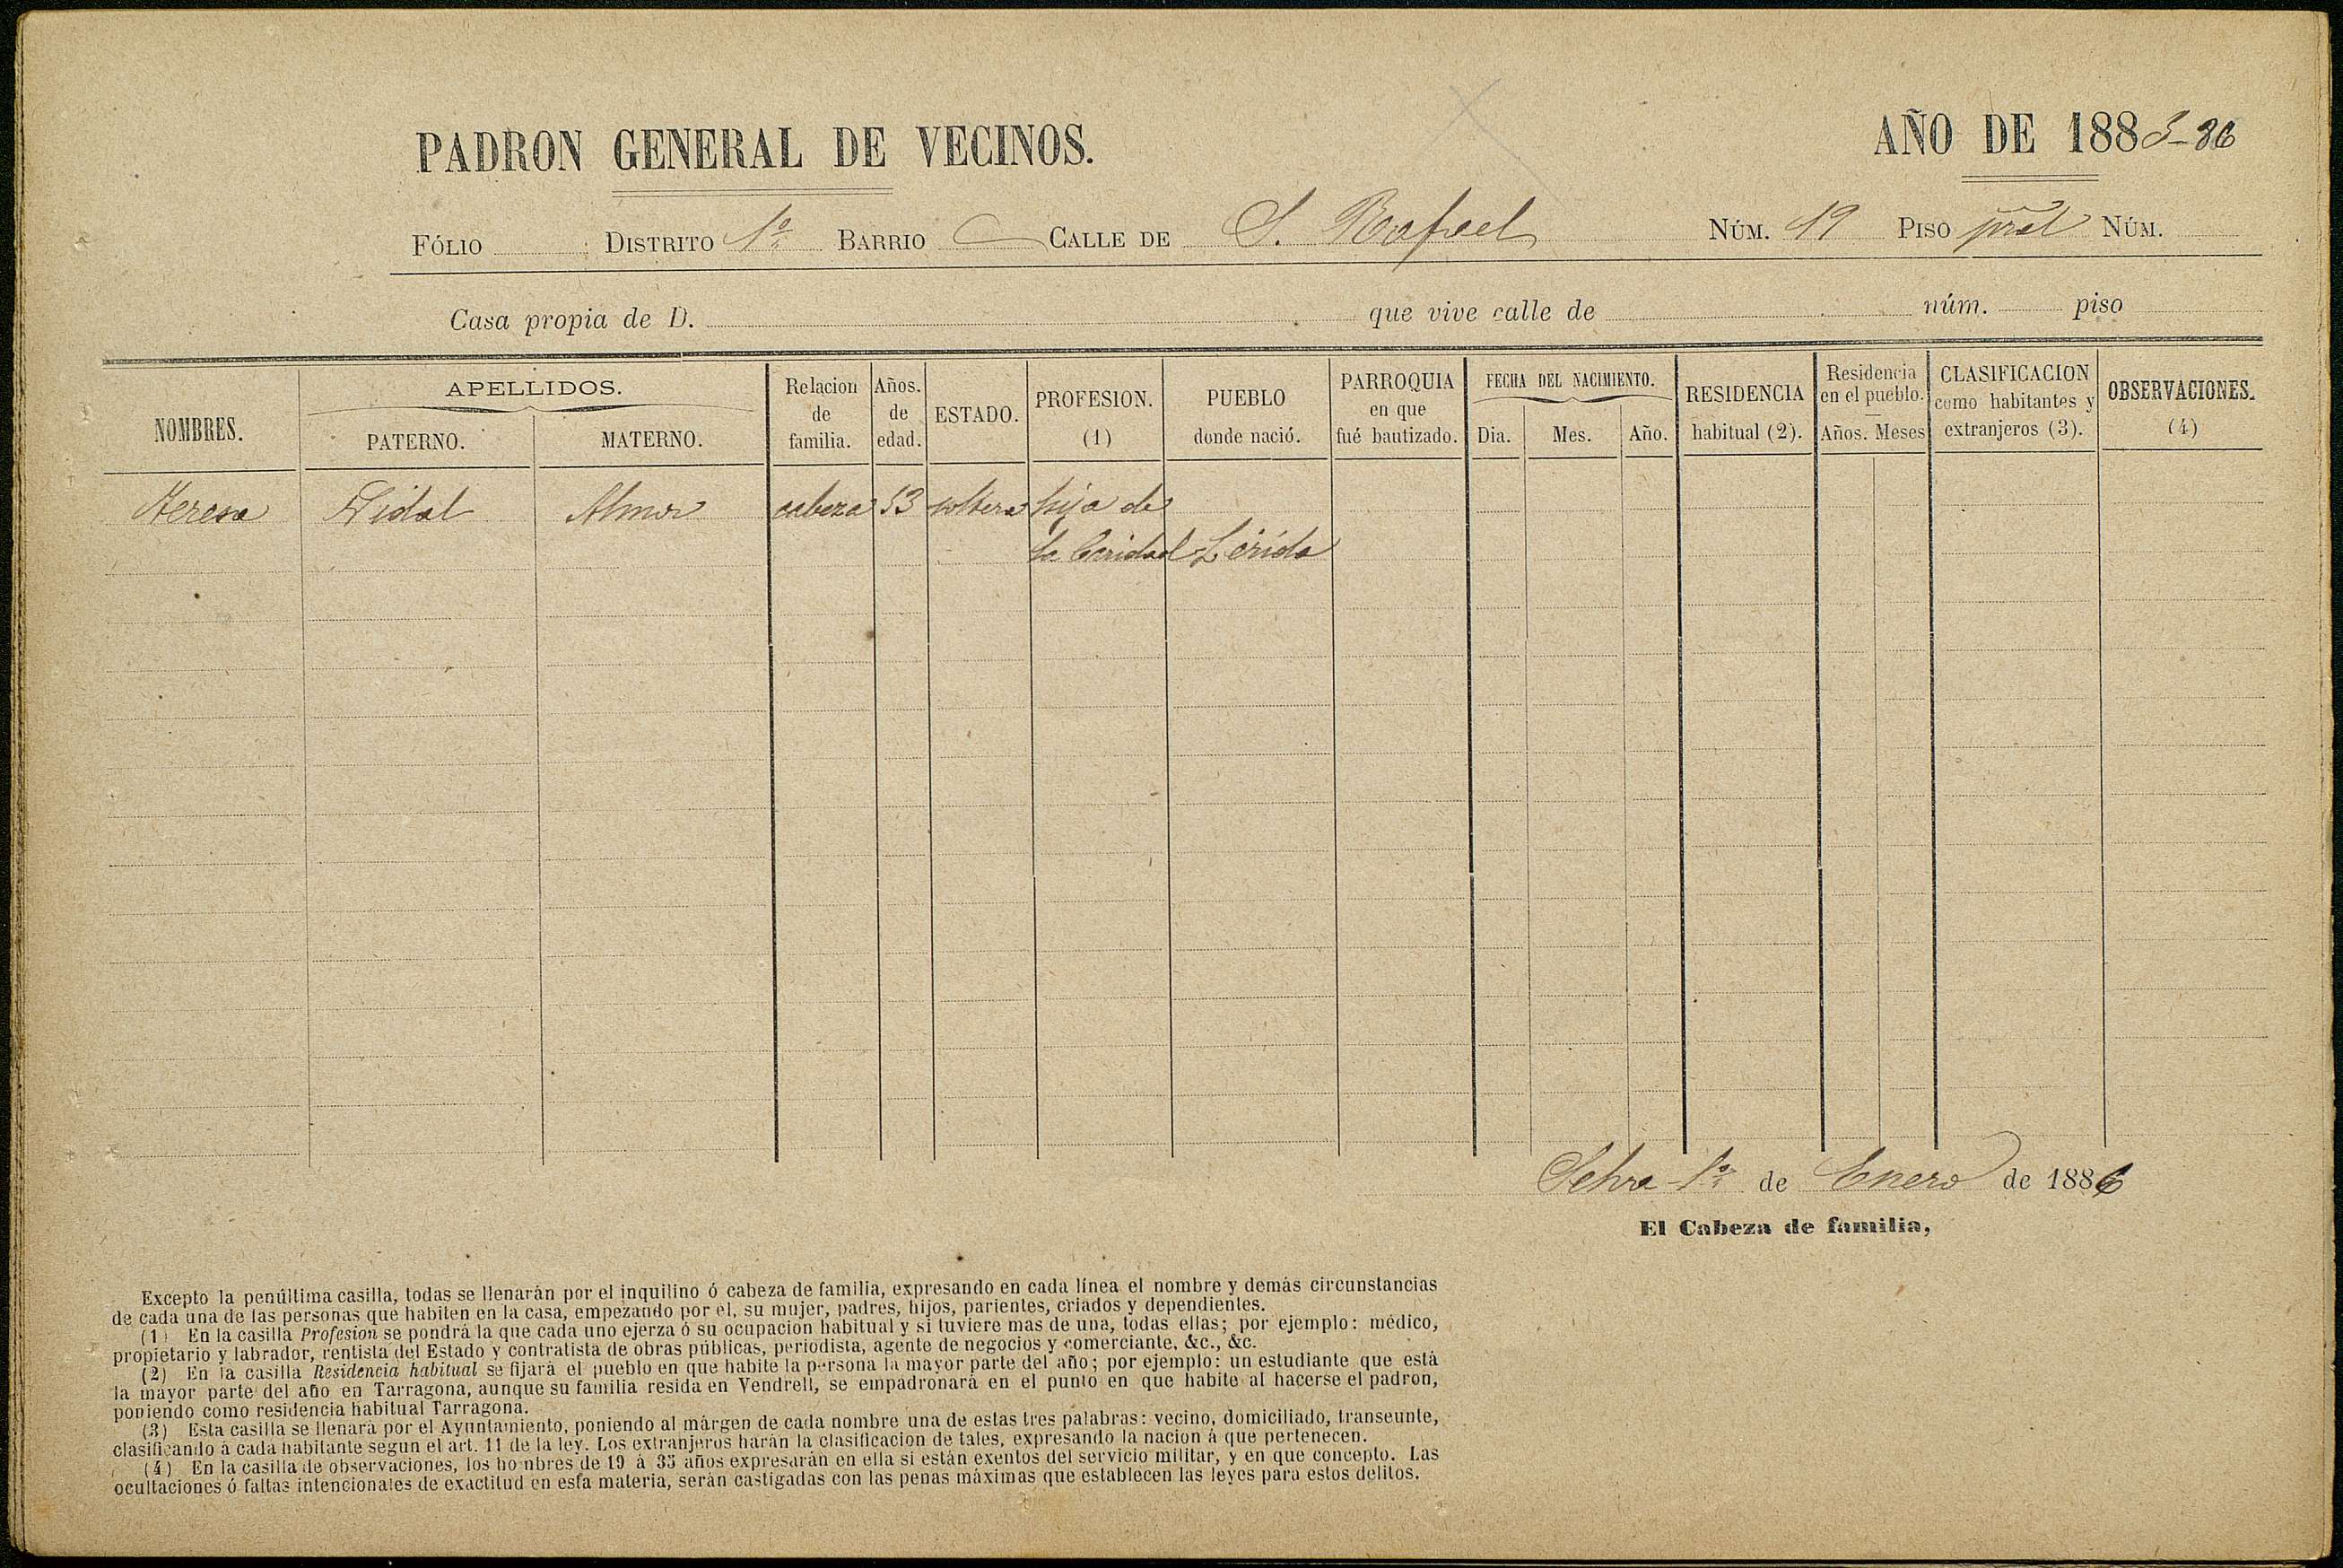 PADRON GENERAL DE VECINOS.
AÑO DE 1885-86
FÓLIO DISTRITO 1º BARRIO C CALLE DE S. Rafael NÚM. 19 PISO pral NÚM.
Casa propia de D. que vive calle de núm. piso
NOMBRES. APELLIDOS. PATERNO. MATERNO. Relacion de familia. Años. de edad. ESTADO. PROFESION. (1) PUEBLO donde nació. PARROQUIA en que fué bautizado. FECHA DEL NACIMIENTO. Dia. Mes. Año. RESIDENCIA habitual (2). Residencia en el pueblo. Años. Meses CLASIFICACION como habitantes y extranjeros (3). OBSERVACIONES. (4)
Teresa Vidal cabeza 53 soltera hija de
la Caridad Lérida
1º de Enero de 1886
El Cabeza de familia,
Excepto la penúltima casilla, todas se llenarán por el inquilino ó cabeza de familia, expresando en cada línea el nombre y demás circunstancias
de cada una de las personas que habiten en la casa, empezando por el, su mujer, padres, hijos, parientes, criados y dependientes.
(1) En la casilla Profesion se pondrá la que cada uno ejerza ó su ocupacion habitual y si tuviere mas de una, todas ellas; por ejemplo: médico,
propietario y labrador, rentista del Estado y contratista de obras públicas, periodista, agente de negocios y comerciante, &c., &c.
(2) En la casilla Residencia habitual se fijará el pueblo en que habite la persona la mayor parte del año; por ejemplo: un estudiante que está
la mayor parte del año en Tarragona, aunque su familia resida en Vendrell, se empadronará en el punto en que habite al hacerse el padron,
poniendo como residencia habitual Tarragona.
(3) Esta casilla se llenará por el Ayuntamiento, poniendo al márgen de cada nombre una de estas tres palabras: vecino, domiciliado, transeunte,
clasificando á cada habitante segun el art. 11 de la ley. Los extranjeros harán la clasificacion de tales, expresando la nacion á que pertenecen.
(4) En la casilla de observaciones, los hombres de 19 á 35 años expresarán en ella si están exentos del servicio militar, y en que concepto. Las
ocultaciones ó faltas intencionales de exactitud en esta materia, serán castigadas con las penas máximas que establecen las leyes para estos delitos.